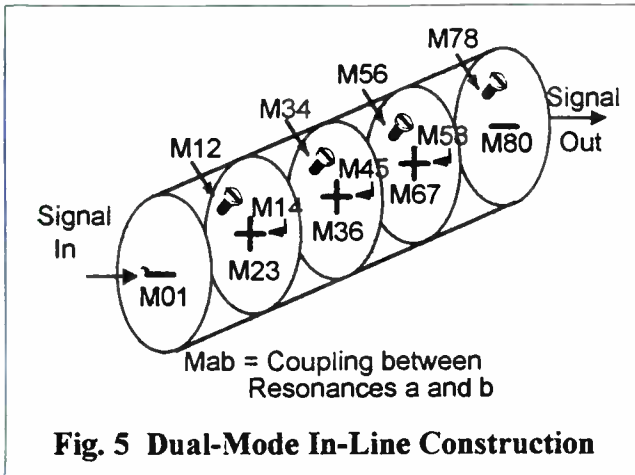 M78
M56
Signal
Out
M34
M58
M80
M12
M45
M67
M14
M36
Signal
In
M23
M01
Mab = Coupling between
Resonances a and b
Fig. 5 Dual-Mode In-Line Construction